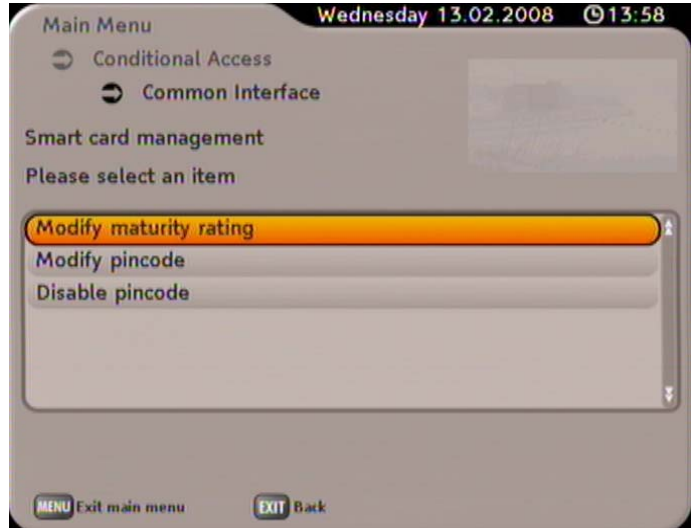 Main Menu
Wednesday 13.02.2008 13:58
Conditional Access
Common Interface
Smart card management
Please select an item
Modify maturity rating
Modify pincode
Disable pincode
MENU Exit main menu EXIT Back